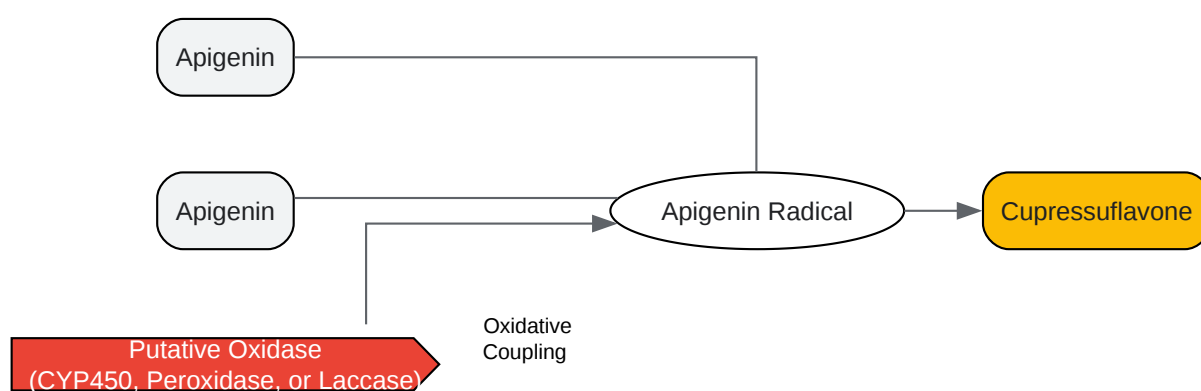 Apigenin
Apigenin
Apigenin Radical
Cupressuflavone
Oxidative
Coupling
Putative Oxidase
(CYP450, Peroxidase, or Laccase)